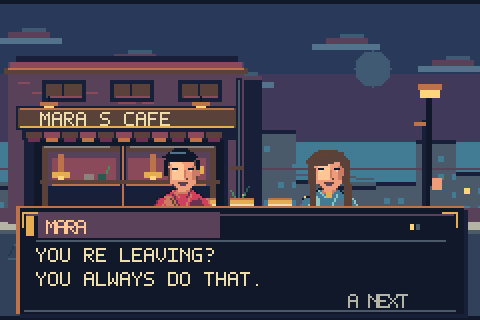 MARA S CAFE
MARA
YOU RE LEAVING?
YOU ALWAYS DO THAT.
A NEXT